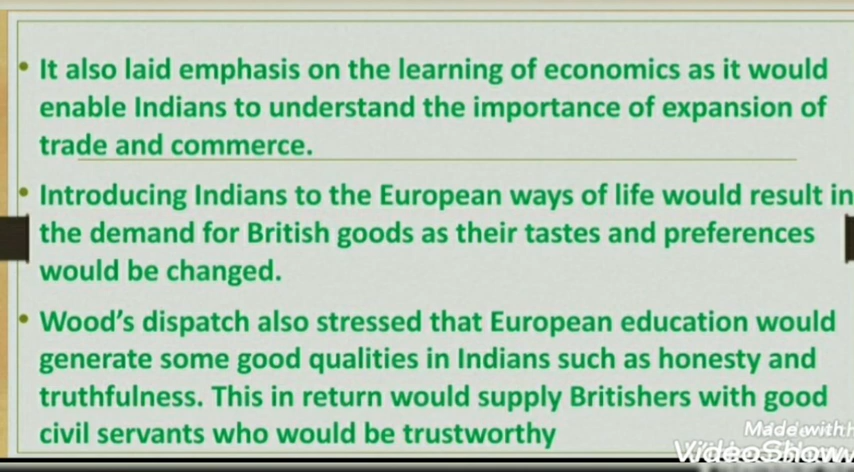 • It also laid emphasis on the learning of economics as it would
enable Indians to understand the importance of expansion of
trade and commerce.
• Introducing Indians to the European ways of life would result in
the demand for British goods as their tastes and preferences
would be changed.
• Wood's dispatch also stressed that European education would
generate some good qualities in Indians such as honesty and
truthfulness. This in return would supply Britishers with good
civil servants who would be trustworthy
Made with
VideoShow